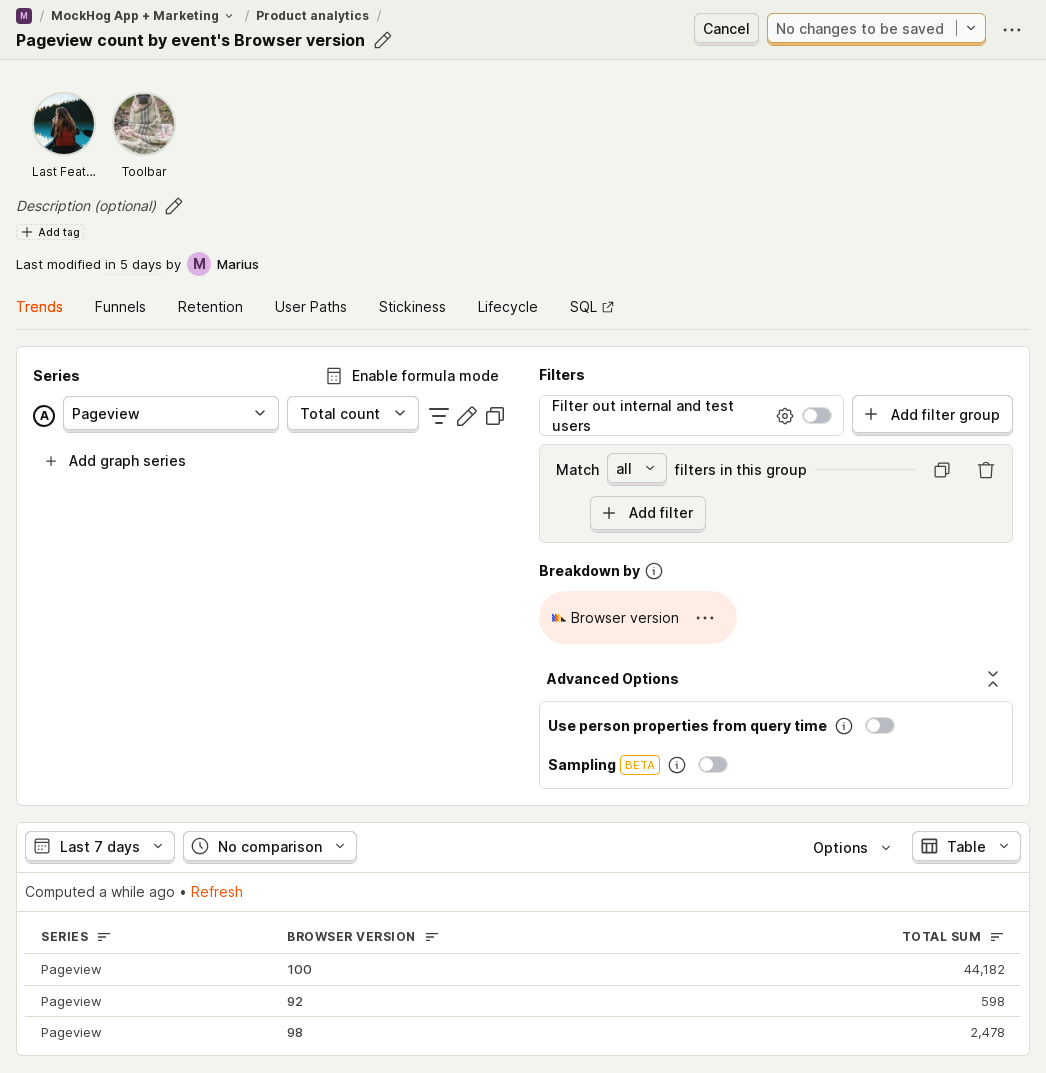 M / MockHog App + Marketing / Product analytics /
Pageview count by event's Browser version
Cancel
No changes to be saved
Last Feat...
Toolbar
Description (optional)
Add tag
Last modified in 5 days by M Marius
Trends
Funnels
Retention
User Paths
Stickiness
Lifecycle
SQL
Series
Enable formula mode
A
Pageview
Total count
Add graph series
Filters
Filter out internal and test
users
Add filter group
Match all filters in this group
Add filter
Breakdown by
Browser version
Advanced Options
Use person properties from query time
Sampling BETA
Last 7 days
No comparison
Options
Table
Computed a while ago • Refresh
SERIES BROWSER VERSION TOTAL SUM
Pageview 100 44,182
Pageview 92 598
Pageview 98 2,478